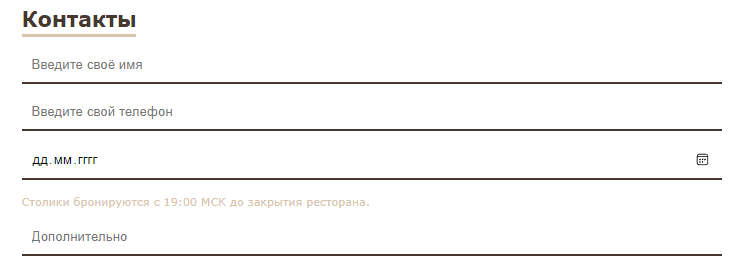 Контакты
Введите своё имя
Введите свой телефон
дд.мм.гггг
Столики бронируются с 19:00 МСК до закрытия ресторана.
Дополнительно